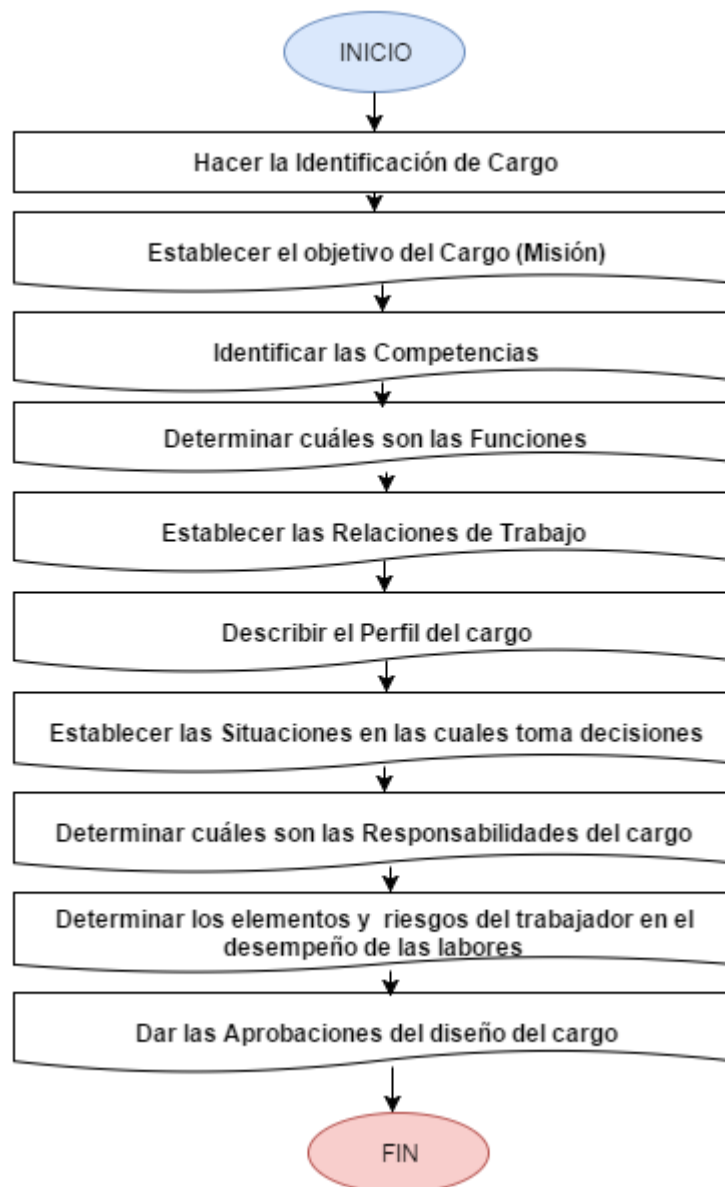 INICIO
Hacer la Identificación de Cargo
Establecer el objetivo del Cargo (Misión)
Identificar las Competencias
Determinar cuáles son las Funciones
Establecer las Relaciones de Trabajo
Describir el Perfil del cargo
Establecer las Situaciones en las cuales toma decisiones
Determinar cuáles son las Responsabilidades del cargo
Determinar los elementos y riesgos del trabajador en el
desempeño de las labores
Dar las Aprobaciones del diseño del cargo
FIN